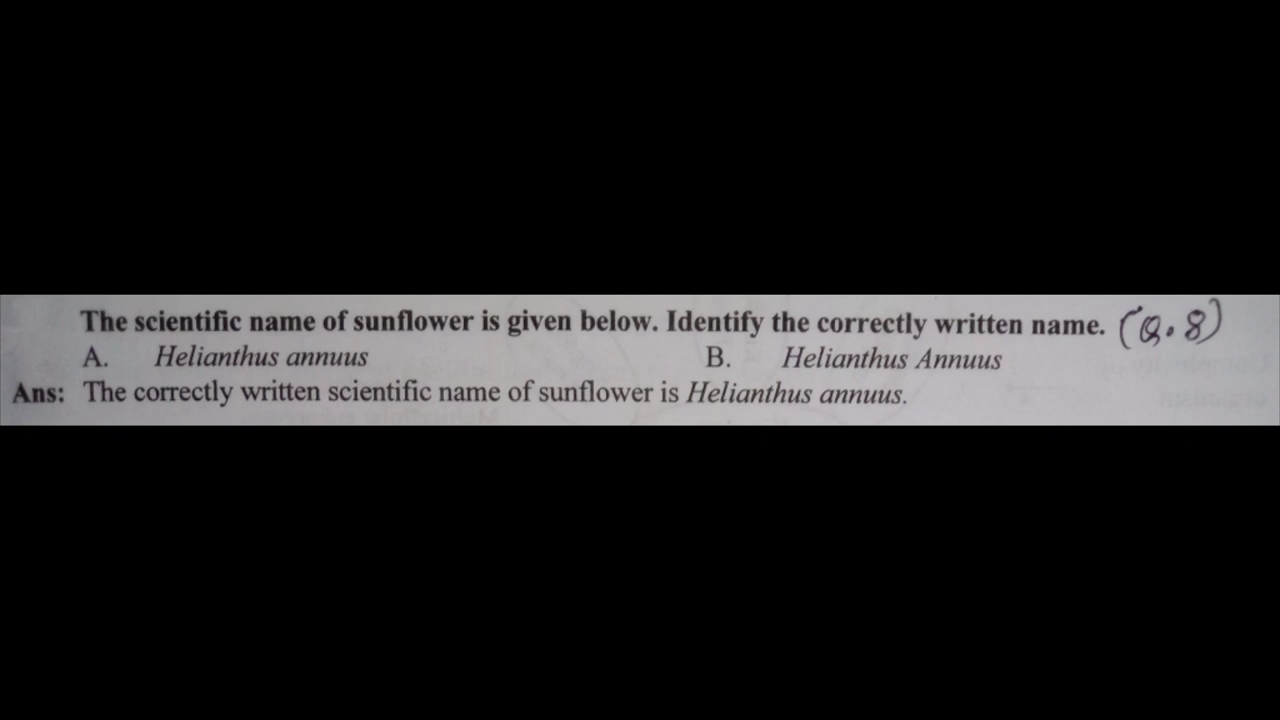 The scientific name of sunflower is given below. Identify the correctly written name. (Q.8)
A. Helianthus annuus B. Helianthus Annuus
Ans: The correctly written scientific name of sunflower is Helianthus annuus.